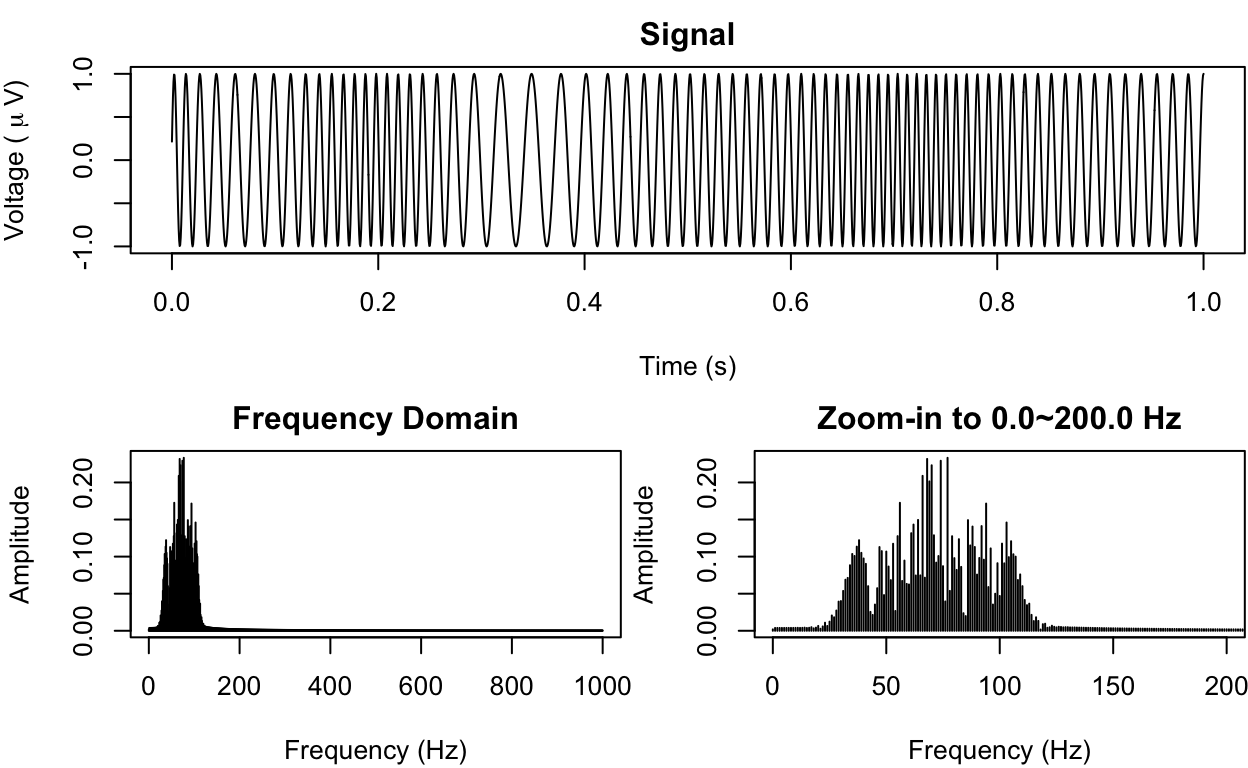 Signal
Voltage ( μ V)
-1.0 0.0 1.0
0.0 0.2 0.4 0.6 0.8 1.0
Time (s)
Frequency Domain
Amplitude
0.00 0.10 0.20
0 200 400 600 800 1000
Frequency (Hz)
Zoom-in to 0.0~200.0 Hz
Amplitude
0.00 0.10 0.20
0 50 100 150 200
Frequency (Hz)